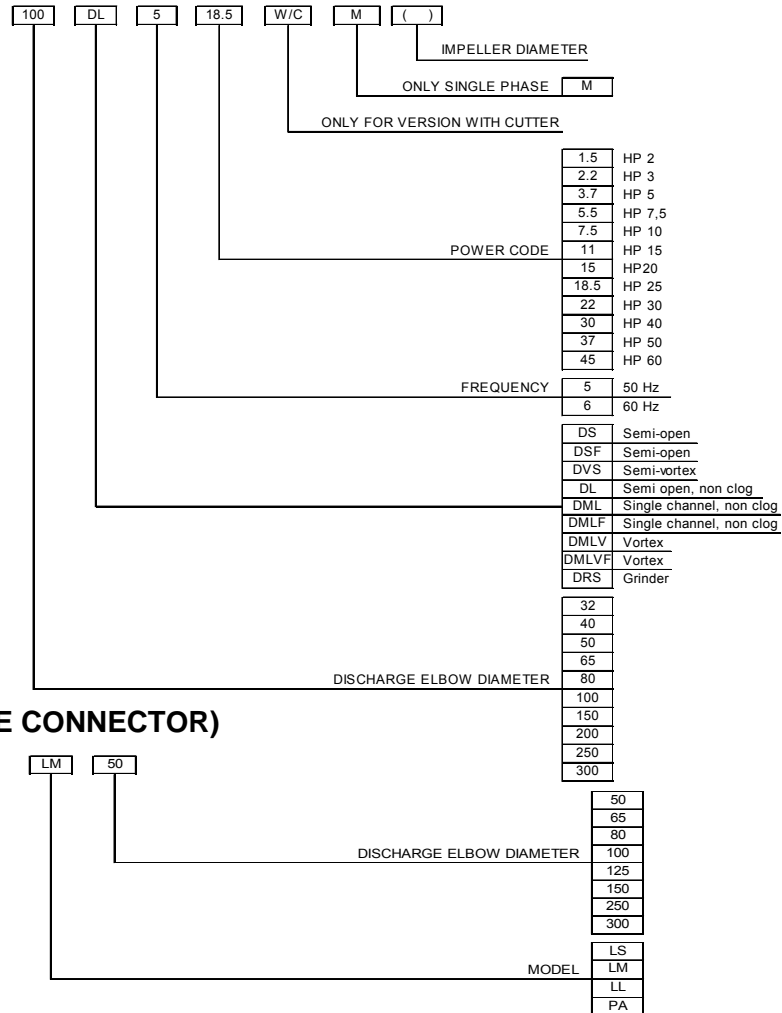 100 DL 5 18.5 W/C M ( )
IMPELLER DIAMETER
ONLY SINGLE PHASE M
ONLY FOR VERSION WITH CUTTER
1.5 HP 2
2.2 HP 3
3.7 HP 5
5.5 HP 7,5
7.5 HP 10
POWER CODE 11 HP 15
15 HP20
18.5 HP 25
22 HP 30
30 HP 40
37 HP 50
45 HP 60
FREQUENCY 5 50 Hz
6 60 Hz
DS Semi-open
DSF Semi-open
DVS Semi-vortex
DL Semi open, non clog
DML Single channel, non clog
DMLF Single channel, non clog
DMLV Vortex
DMLVF Vortex
DRS Grinder
32
40
50
65
DISCHARGE ELBOW DIAMETER 80
100
150
200
250
300
E CONNECTOR)
LM 50
50
65
80
DISCHARGE ELBOW DIAMETER 100
125
150
250
300
LS
MODEL LM
LL
PA